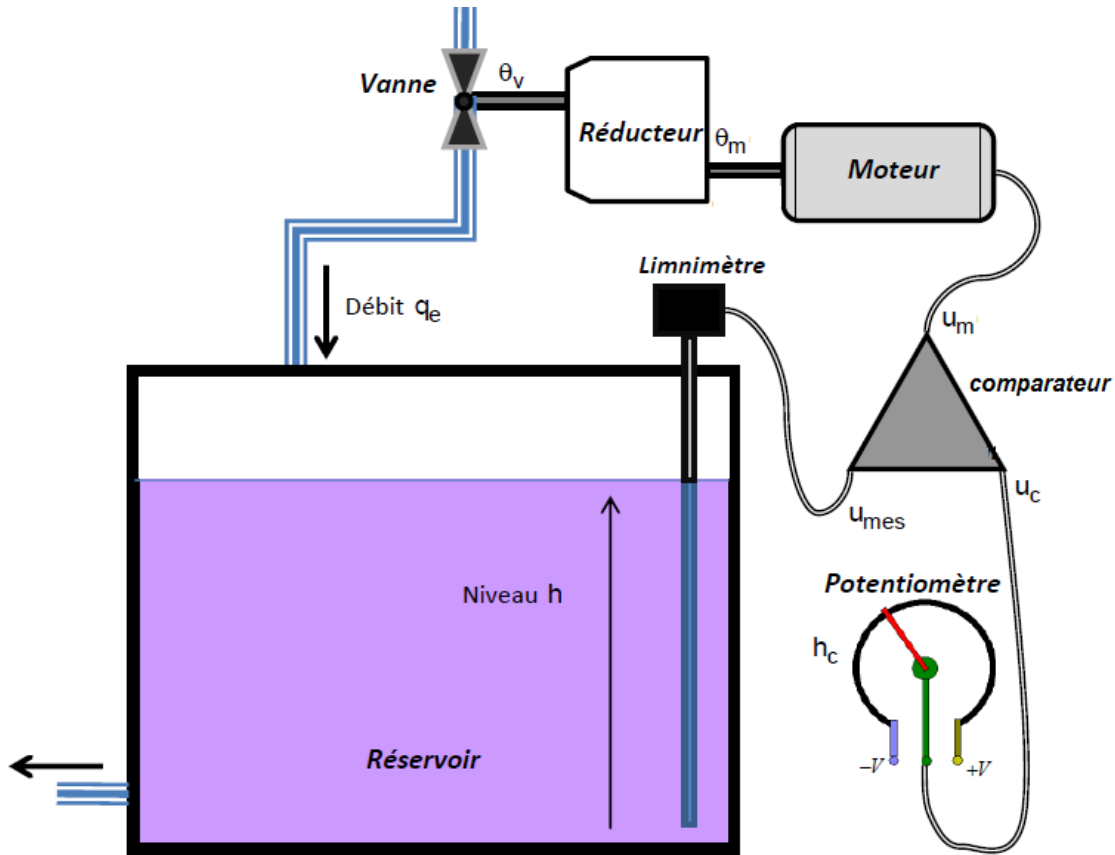 Vanne
θv
Réducteur
θm
Moteur
Limnimètre
Débit qe
um
comparateur
umes
uc
Niveau h
Potentiomètre
hc
Réservoir
–V
+V